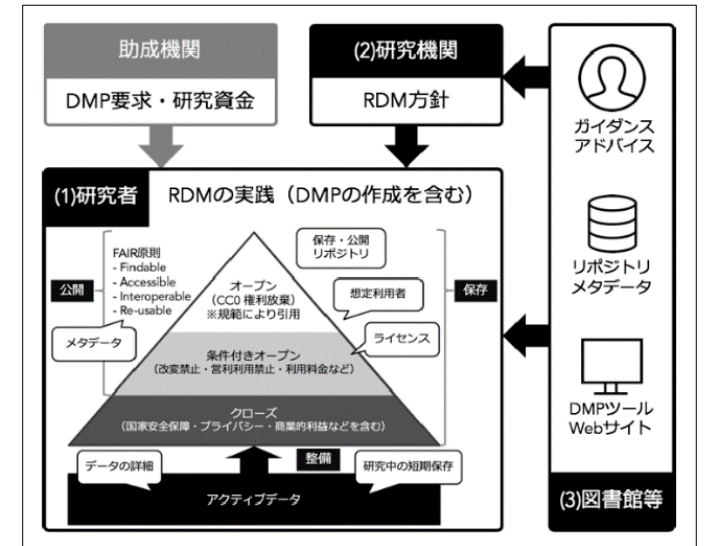 助成機関
DMP要求・研究資金
(2)研究機関
RDM方針
ガイダンス
アドバイス
リポジトリ
メタデータ
DMPツール
Webサイト
(3)図書館等
(1)研究者
RDMの実践（DMPの作成を含む）
FAIR原則
- Findable
- Accessible
- Interoperable
- Re-usable
公開
メタデータ
保存・公開
リポジトリ
想定利用者
保存
ライセンス
オープン
（CC0 権利放棄）
※規範により引用
条件付きオープン
（改変禁止・営利利用禁止・利用料金など）
クローズ
（国家安全保障・プライバシー・商業的利益などを含む）
データの詳細
整備
研究中の短期保存
アクティブデータ